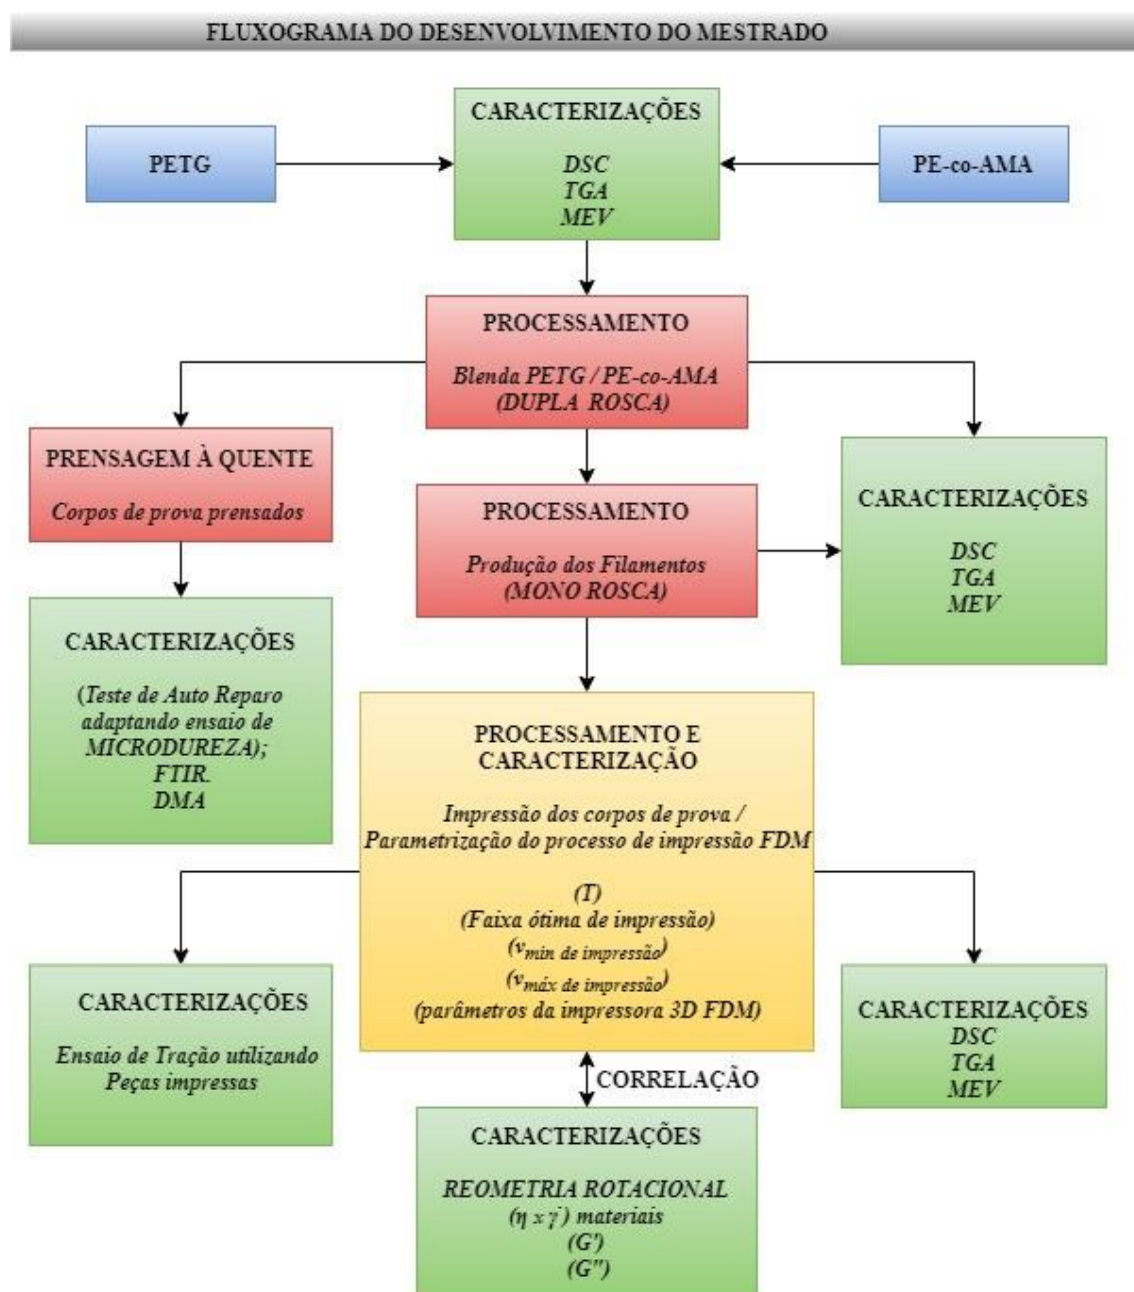 FLUXOGRAMA DO DESENVOLVIMENTO DO MESTRADO
PETG
CARACTERIZAÇÕES
DSC
TGA
MEV
PE-co-AMA
PROCESSAMENTO
Blenda PETG / PE-co-AMA
(DUPLA ROSCA)
PRENSAGEM À QUENTE
Corpos de prova prensados
PROCESSAMENTO
Produção dos Filamentos
(MONO ROSCA)
CARACTERIZAÇÕES
DSC
TGA
MEV
CARACTERIZAÇÕES
(Teste de Auto Reparo
adaptando ensaio de
MICRODUREZA);
FTIR.
DMA
PROCESSAMENTO E
CARACTERIZAÇÃO
Impressão dos corpos de prova /
Parametrização do processo de impressão FDM
(T)
(Faixa ótima de impressão)
(vmin de impressão)
(vmáx de impressão)
(parâmetros da impressora 3D FDM)
CARACTERIZAÇÕES
Ensaio de Tração utilizando
Peças impressas
CARACTERIZAÇÕES
DSC
TGA
MEV
CORRELAÇÃO
CARACTERIZAÇÕES
REOMETRIA ROTACIONAL
(η x γ̇) materiais
(G')
(G")